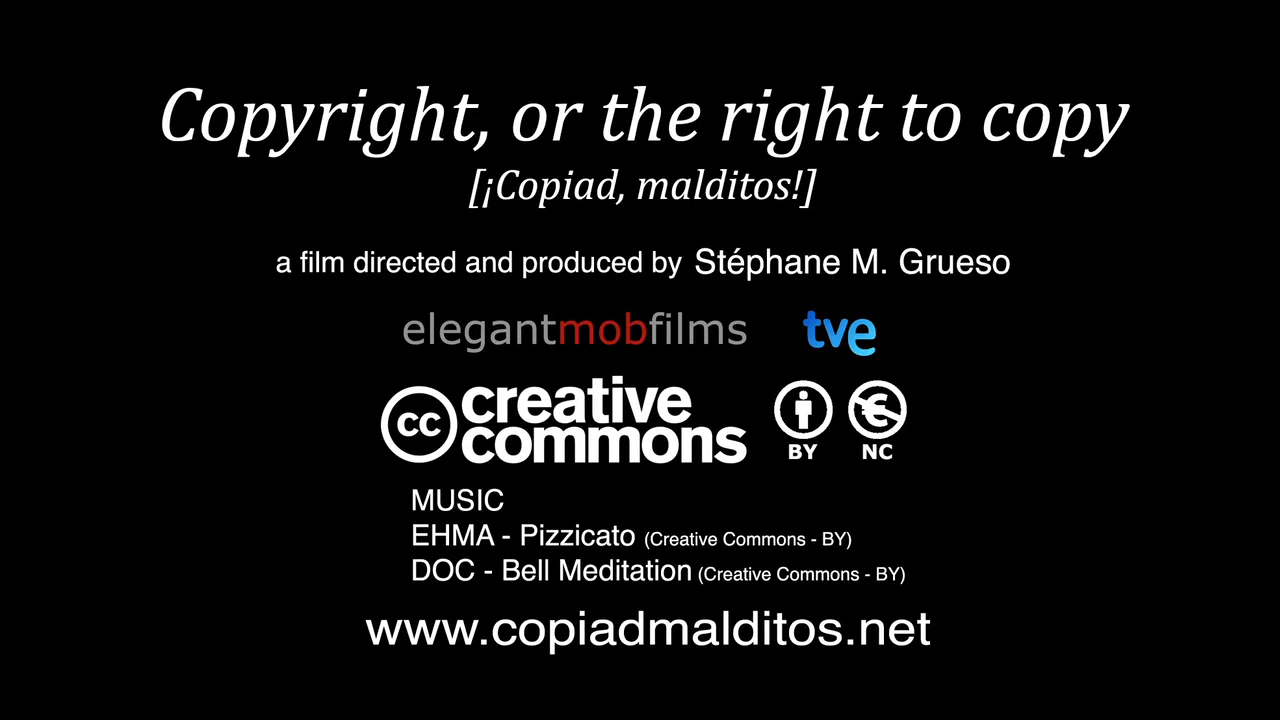 Copyright, or the right to copy
[¡Copiad, malditos!]
a film directed and produced by Stéphane M. Grueso
elegantmobfilms tve
cc creative commons BY NC
MUSIC
EHMA - Pizzicato (Creative Commons - BY)
DOC - Bell Meditation (Creative Commons - BY)
www.copiadmalditos.net